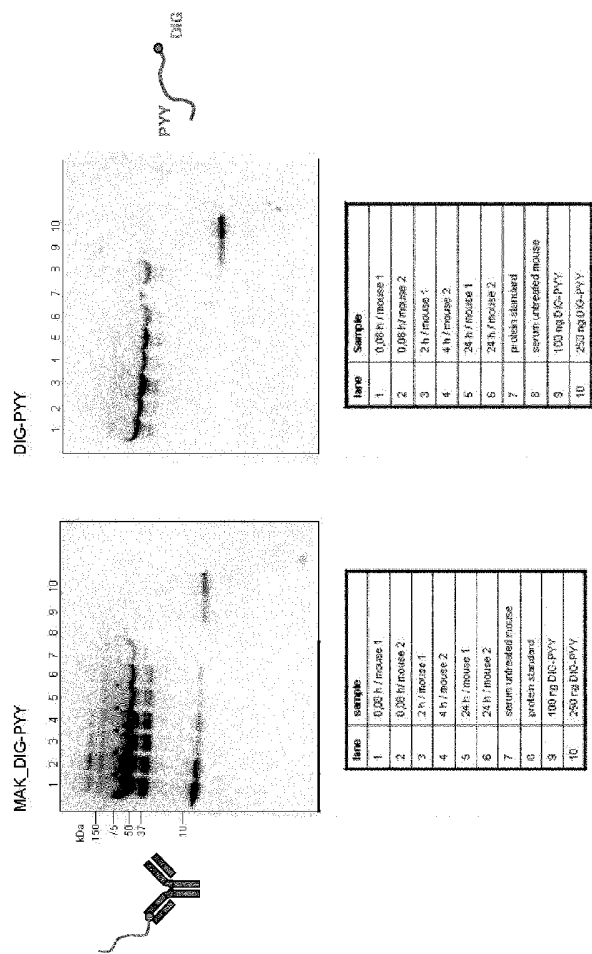 MAK_DIG-PYY
1 2 3 4 5 6 7 8 9 10
kDa
150
75
50
37
10
lane sample
1 0,08 h / mouse 1
2 0,08 h / mouse 2
3 2 h / mouse 1
4 4 h / mouse 2
5 24 h / mouse 1
6 24 h / mouse 2
7 serum untreated mouse
8 protein standard
9 100 ng DIG-PYY
10 250 ng DIG-PYY
DIG-PYY
1 2 3 4 5 6 7 8 9 10
PYY
DIG
lane Sample
1 0,08 h / mouse 1
2 0,08 h / mouse 2
3 2 h / mouse 1
4 4 h / mouse 2
5 24 h / mouse 1
6 24 h / mouse 2
7 protein standard
8 serum untreated mouse
9 100 ng DIG-PYY
10 250 ng DIG-PYY